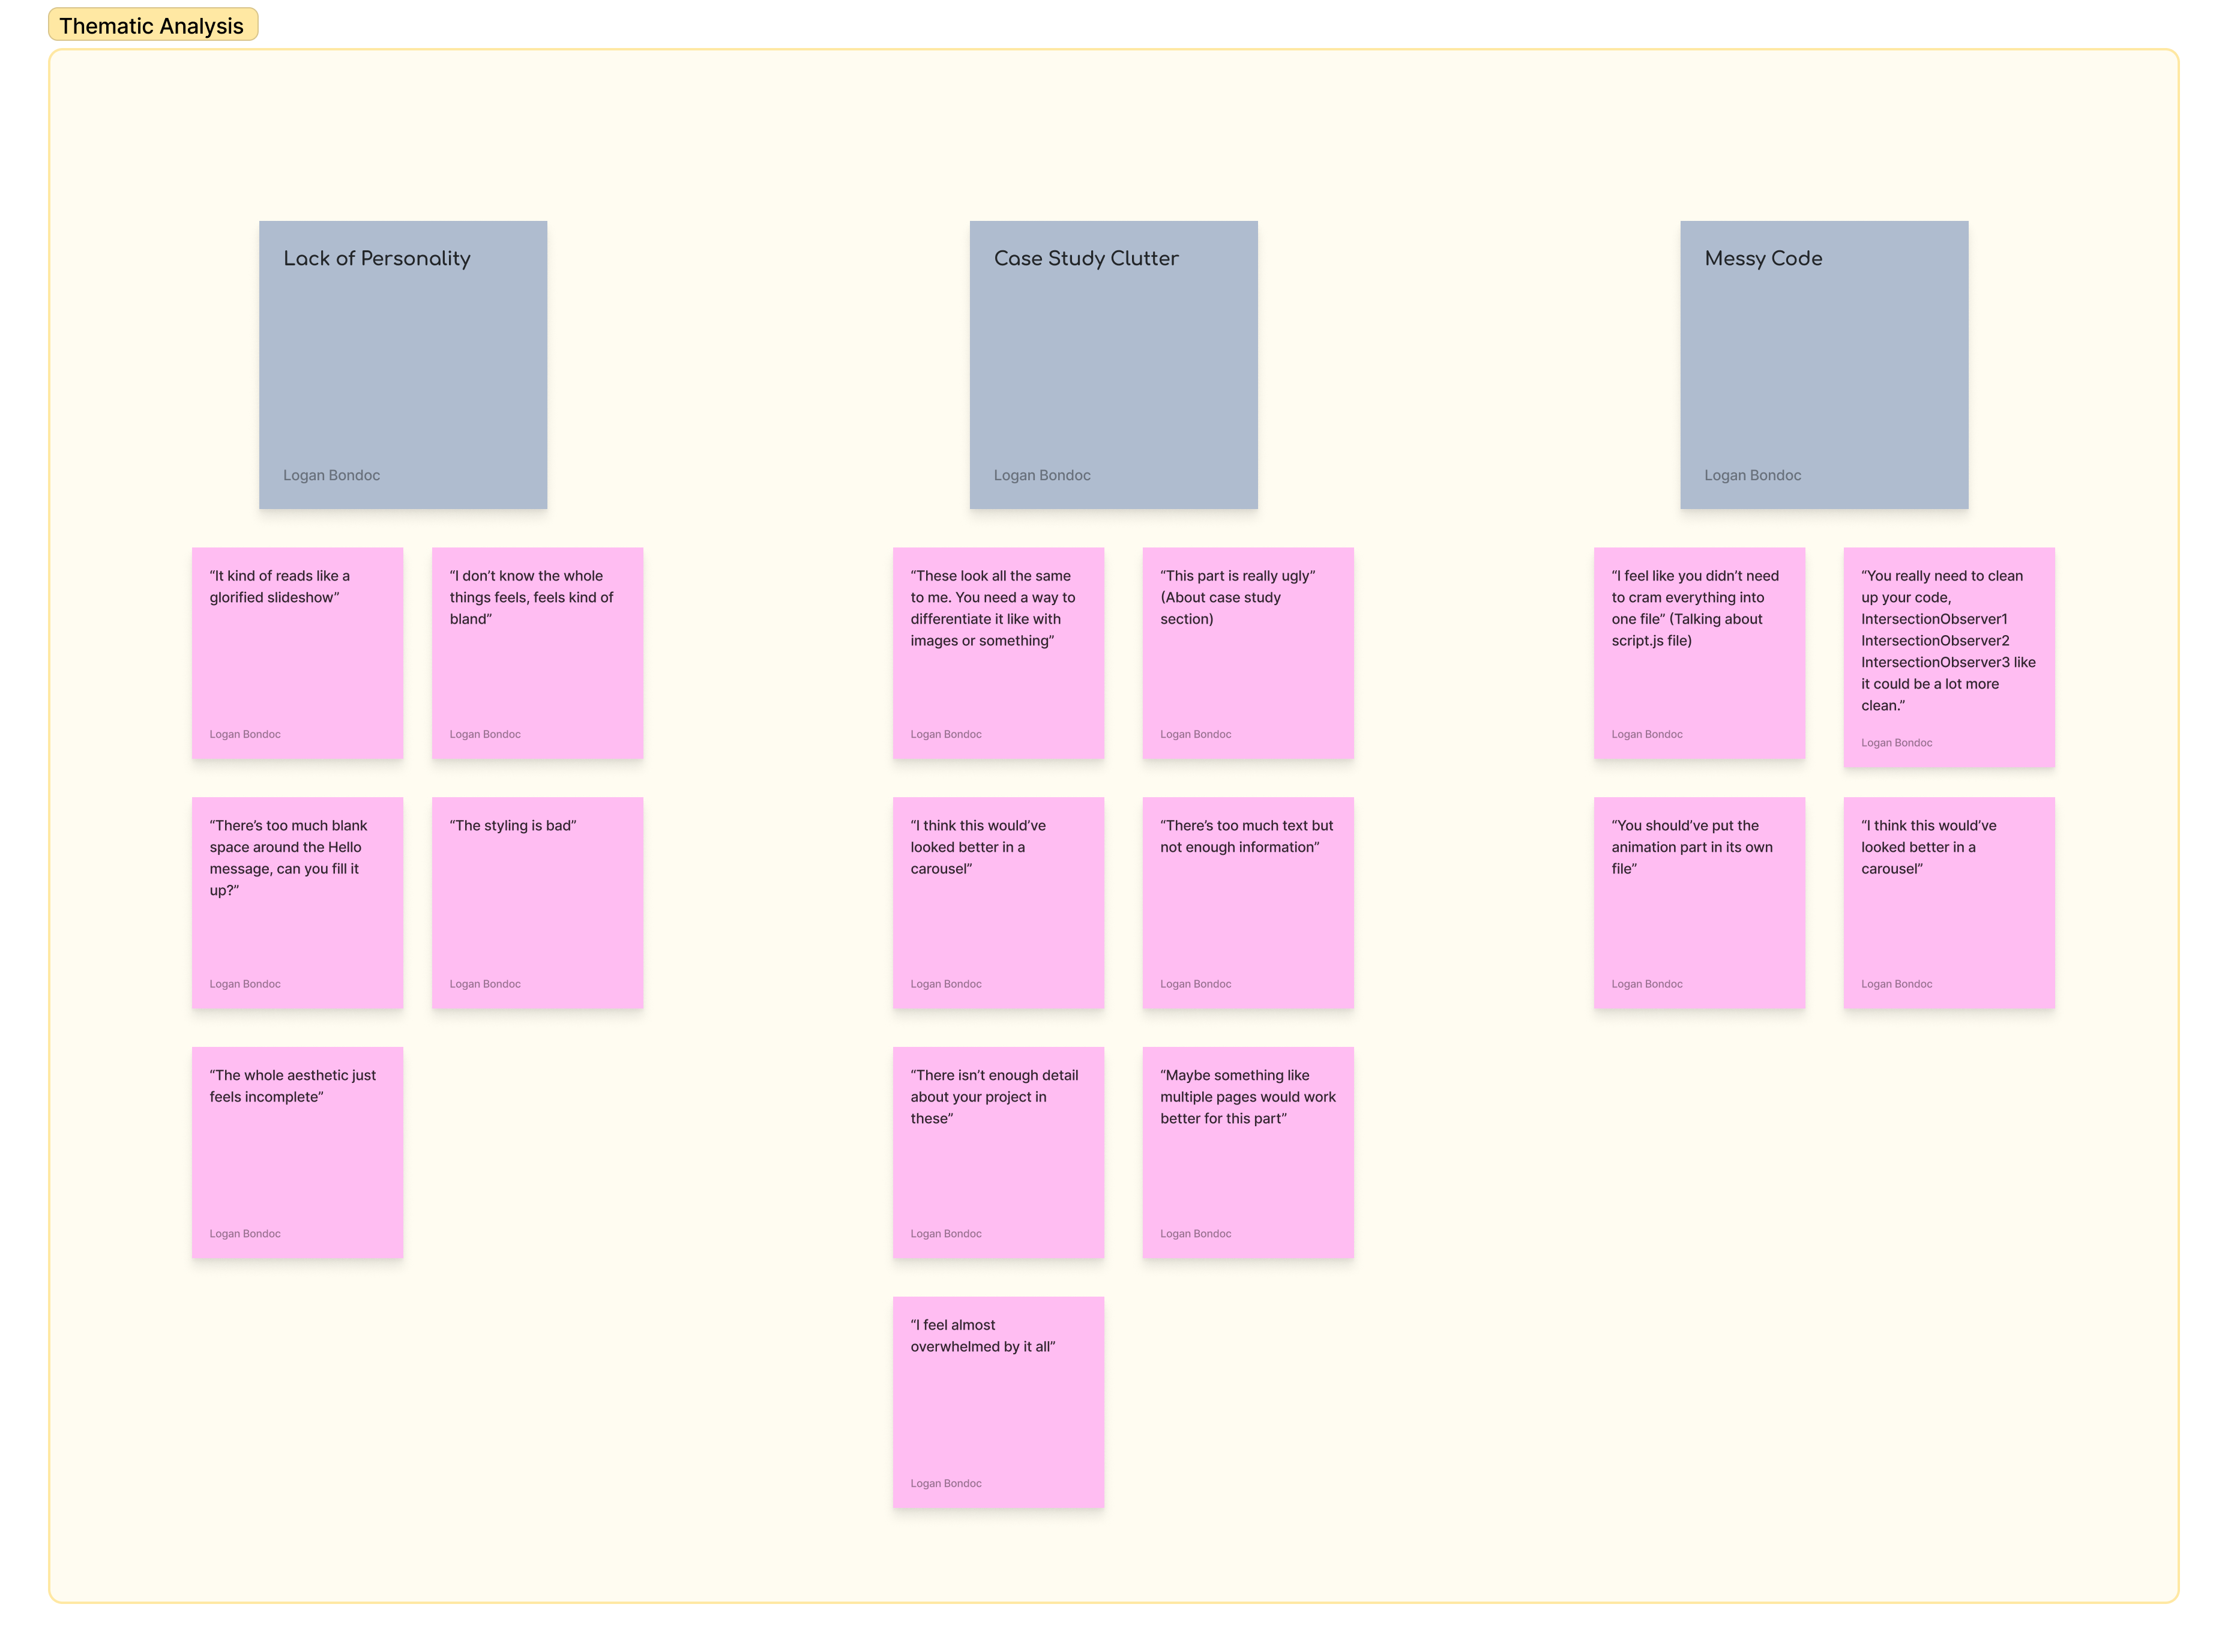 Thematic Analysis
Lack of Personality
Logan Bondoc
“It kind of reads like a
glorified slideshow”
Logan Bondoc
“I don’t know the whole
things feels, feels kind of
bland”
Logan Bondoc
“There’s too much blank
space around the Hello
message, can you fill it
up?”
Logan Bondoc
“The styling is bad”
Logan Bondoc
“The whole aesthetic just
feels incomplete”
Logan Bondoc
Case Study Clutter
Logan Bondoc
“These look all the same
to me. You need a way to
differentiate it like with
images or something”
Logan Bondoc
“This part is really ugly”
(About case study
section)
Logan Bondoc
“I think this would’ve
looked better in a
carousel”
Logan Bondoc
“There’s too much text but
not enough information”
Logan Bondoc
“There isn’t enough detail
about your project in
these”
Logan Bondoc
“Maybe something like
multiple pages would work
better for this part”
Logan Bondoc
“I feel almost
overwhelmed by it all”
Logan Bondoc
Messy Code
Logan Bondoc
“I feel like you didn’t need
to cram everything into
one file” (Talking about
script.js file)
Logan Bondoc
“You really need to clean
up your code,
IntersectionObserver1
IntersectionObserver2
IntersectionObserver3 like
it could be a lot more
clean.”
Logan Bondoc
“You should’ve put the
animation part in its own
file”
Logan Bondoc
“I think this would’ve
looked better in a
carousel”
Logan Bondoc